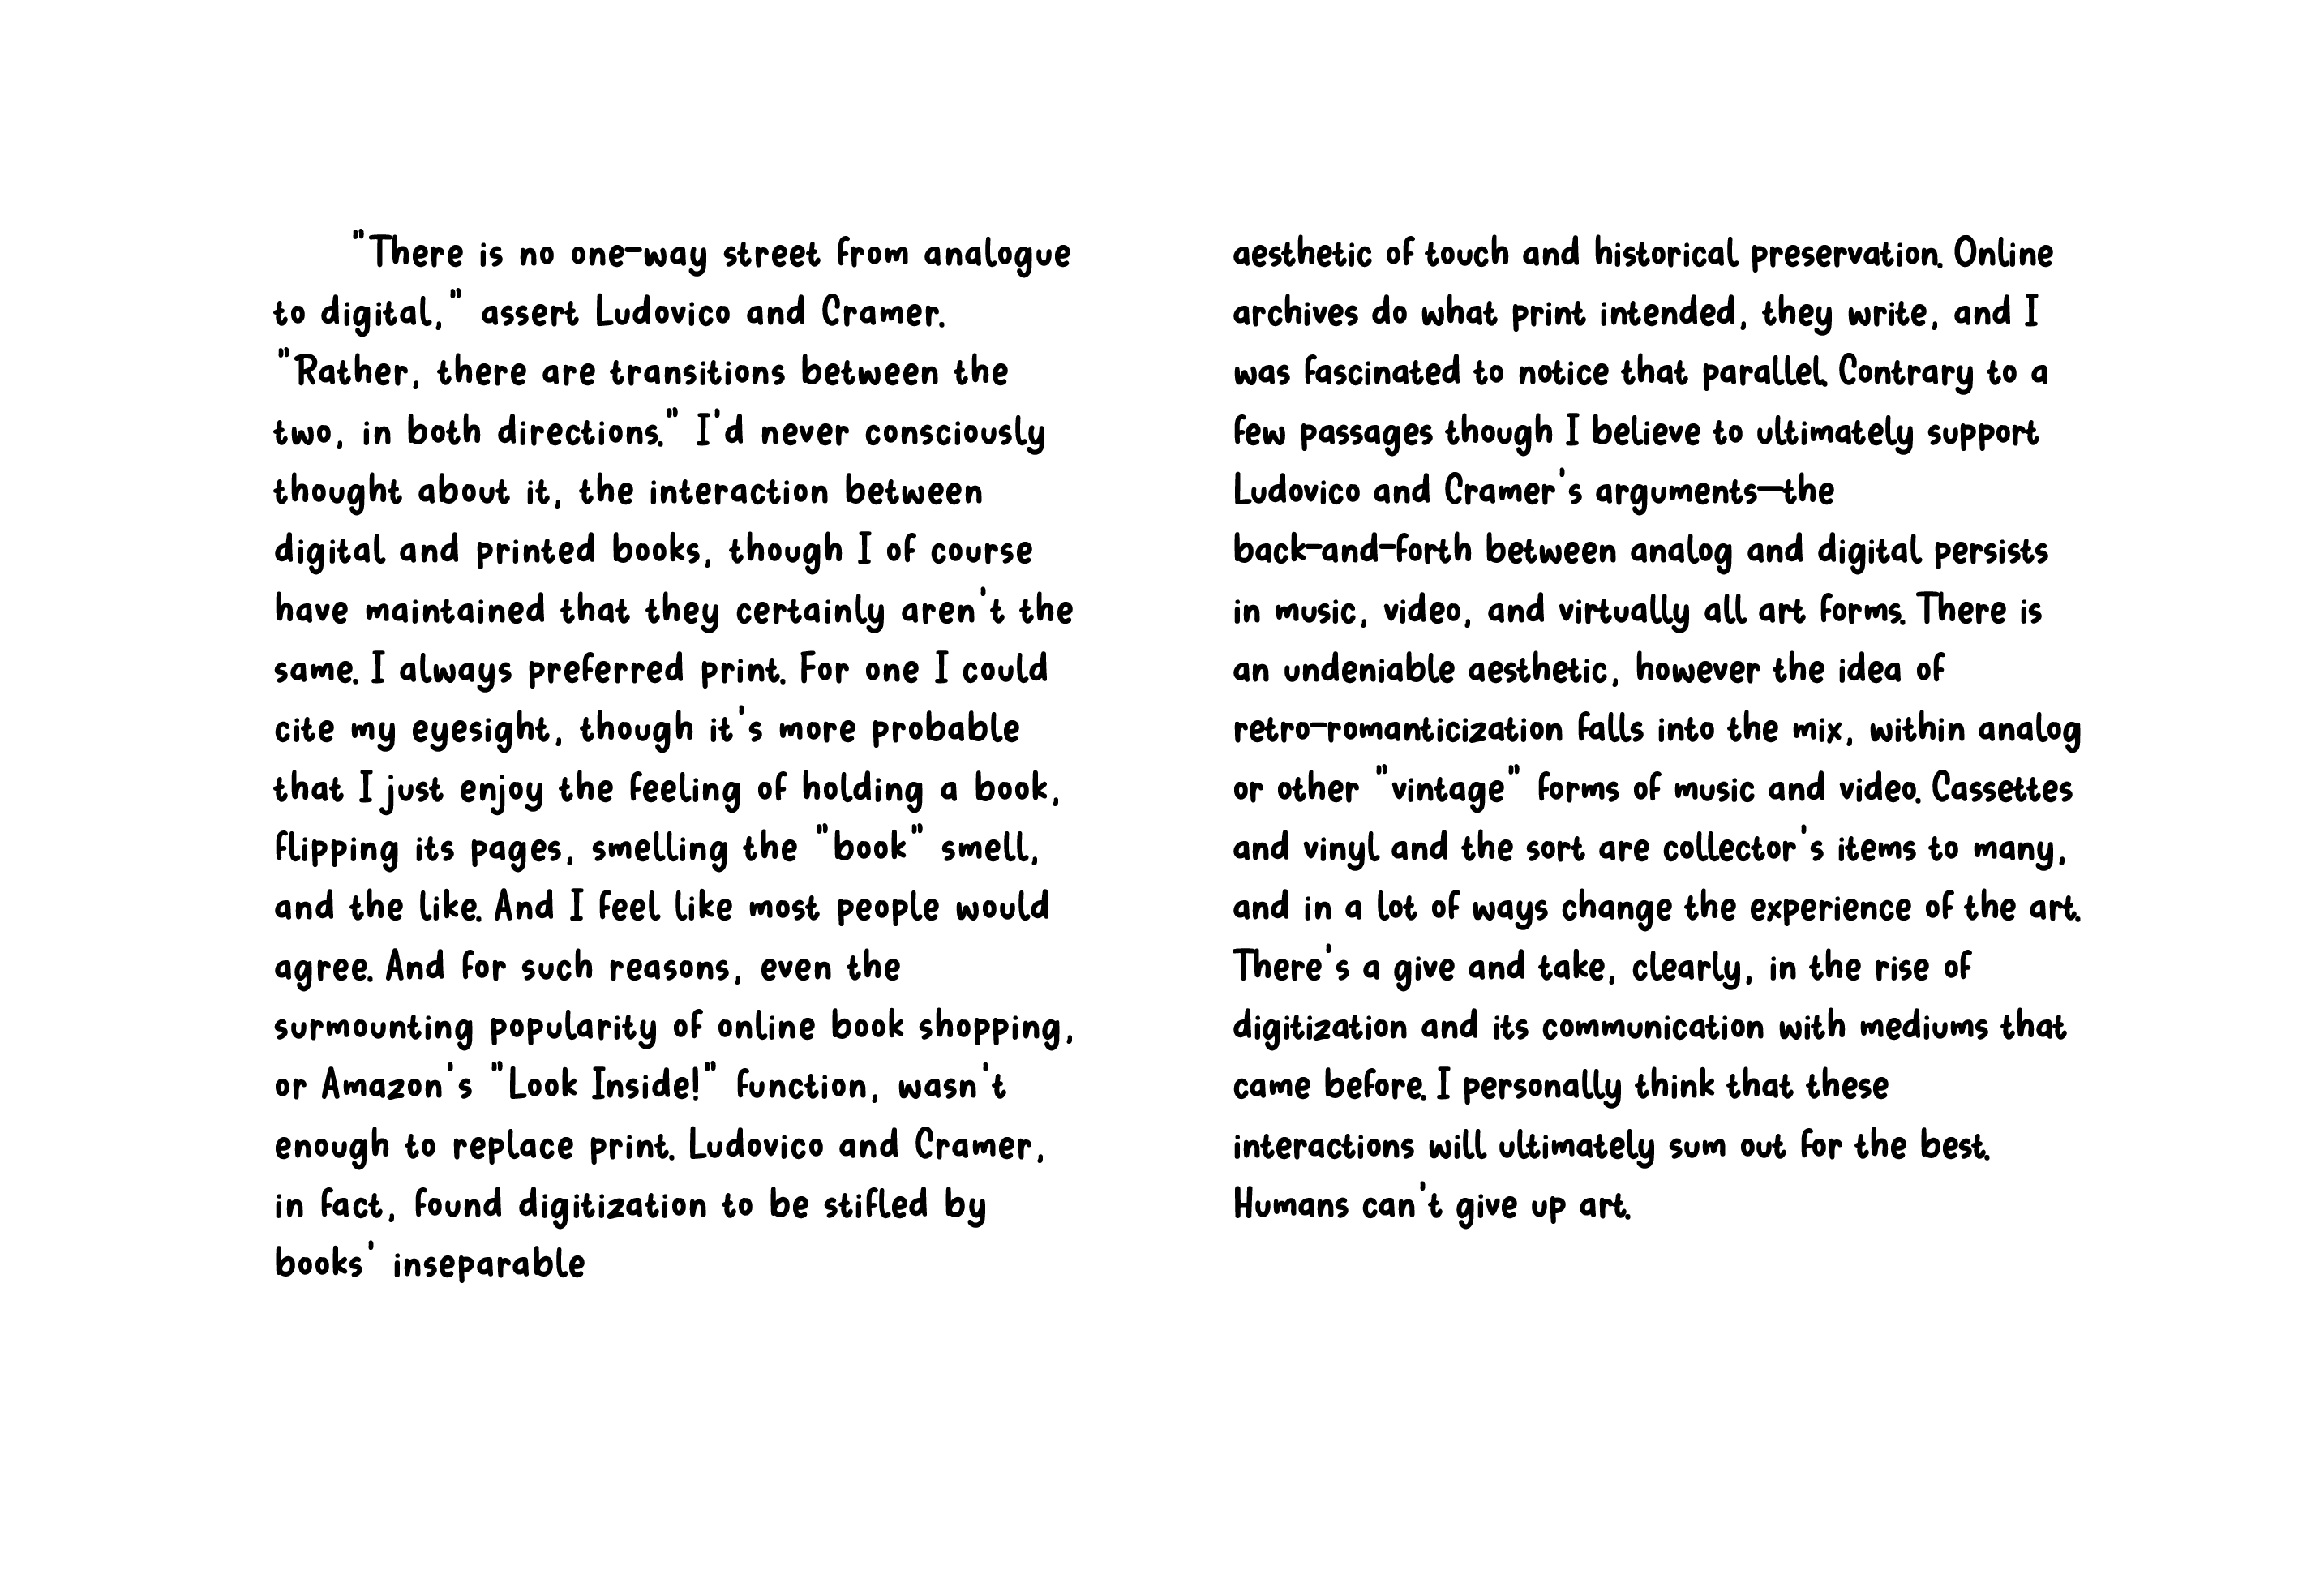 "There is no one-way street from analogue
to digital," assert Ludovico and Cramer.
"Rather, there are transitions between the
two, in both directions." I'd never consciously
thought about it, the interaction between
digital and printed books, though I of course
have maintained that they certainly aren't the
same. I always preferred print. For one I could
cite my eyesight, though it's more probable
that I just enjoy the feeling of holding a book,
flipping its pages, smelling the "book" smell,
and the like. And I feel like most people would
agree. And for such reasons, even the
surmounting popularity of online book shopping,
or Amazon's "Look Inside!" function, wasn't
enough to replace print. Ludovico and Cramer,
in fact, found digitization to be stifled by
books' inseparable
aesthetic of touch and historical preservation. Online
archives do what print intended, they write, and I
was fascinated to notice that parallel. Contrary to a
few passages though I believe to ultimately support
Ludovico and Cramer's arguments—the
back-and-forth between analog and digital persists
in music, video, and virtually all art forms. There is
an undeniable aesthetic, however the idea of
retro-romanticization falls into the mix, within analog
or other "vintage" forms of music and video. Cassettes
and vinyl and the sort are collector's items to many,
and in a lot of ways change the experience of the art.
There's a give and take, clearly, in the rise of
digitization and its communication with mediums that
came before. I personally think that these
interactions will ultimately sum out for the best.
Humans can't give up art.